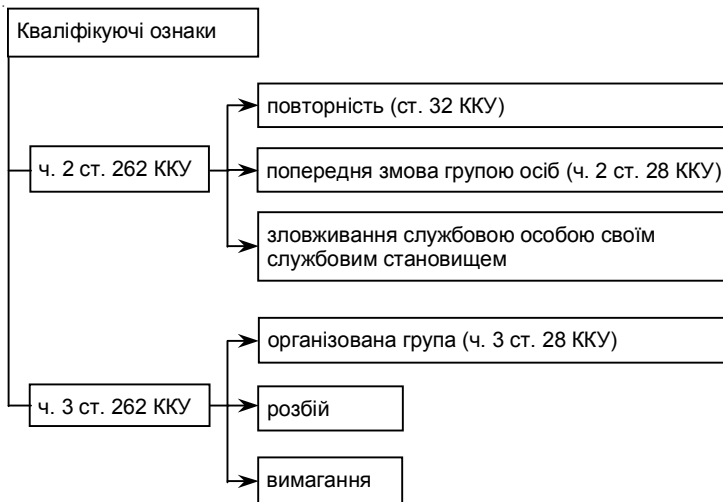 Кваліфікуючі ознаки
повторність (ст. 32 ККУ)
ч. 2 ст. 262 ККУ
попередня змова групою осіб (ч. 2 ст. 28 ККУ)
зловживання службовою особою своїм
службовим становищем
організована група (ч. 3 ст. 28 ККУ)
ч. 3 ст. 262 ККУ
розбій
вимагання